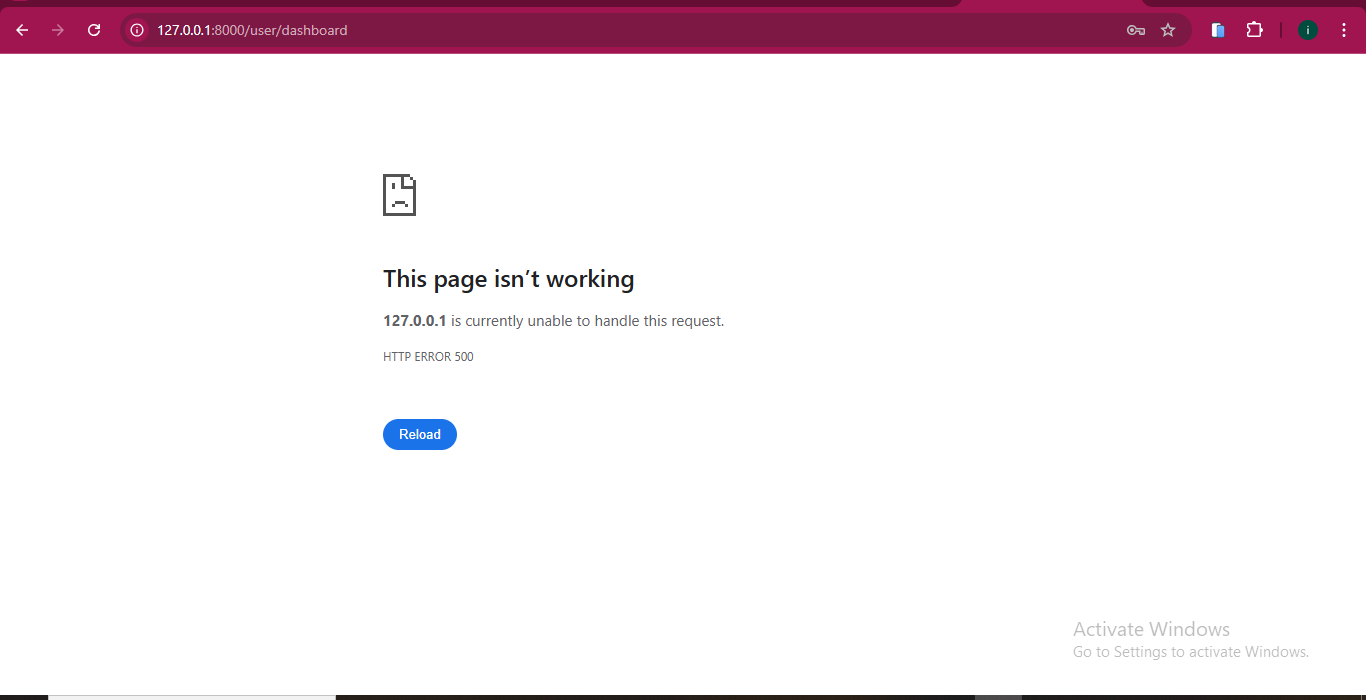 127.0.0.1:8000/user/dashboard
i
This page isn’t working
127.0.0.1 is currently unable to handle this request.
HTTP ERROR 500
Reload
Activate Windows
Go to Settings to activate Windows.